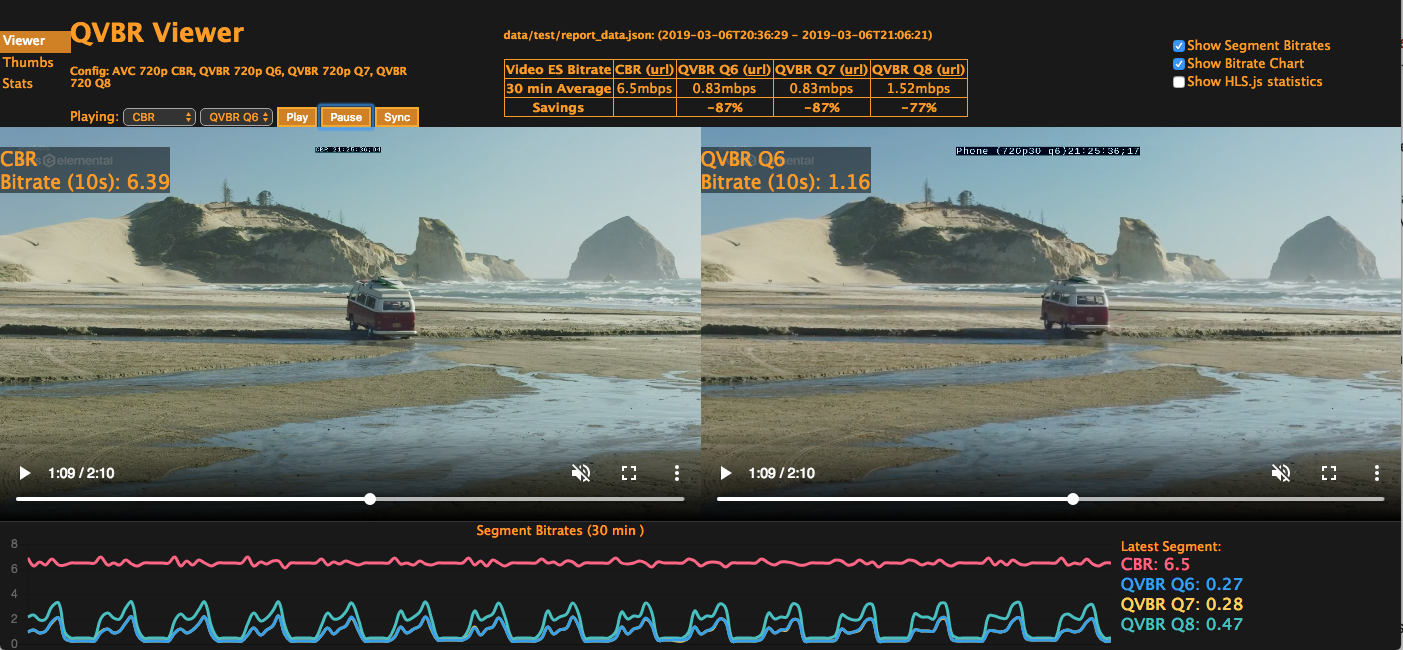 Viewer
Thumbs
Stats
QVBR Viewer
Config: AVC 720p CBR, QVBR 720p Q6, QVBR 720p Q7, QVBR
720 Q8
Playing: CBR QVBR Q6 Play Pause Sync
data/test/report_data.json: (2019-03-06T20:36:29 - 2019-03-06T21:06:21)
Video ES Bitrate CBR (url) QVBR Q6 (url) QVBR Q7 (url) QVBR Q8 (url)
30 min Average 6.5mbps 0.83mbps 0.83mbps 1.52mbps
Savings -87% -87% -77%
Show Segment Bitrates
Show Bitrate Chart
Show HLS.js statistics
CBR
elemental
Bitrate (10s): 6.39
1:09 / 2:10
QVBR Q6
Phone (720p30 q6)21:25:36;17
Bitrate (10s): 1.16
1:09 / 2:10
Segment Bitrates (30 min )
8
6
4
2
0
Latest Segment:
CBR: 6.5
QVBR Q6: 0.27
QVBR Q7: 0.28
QVBR Q8: 0.47